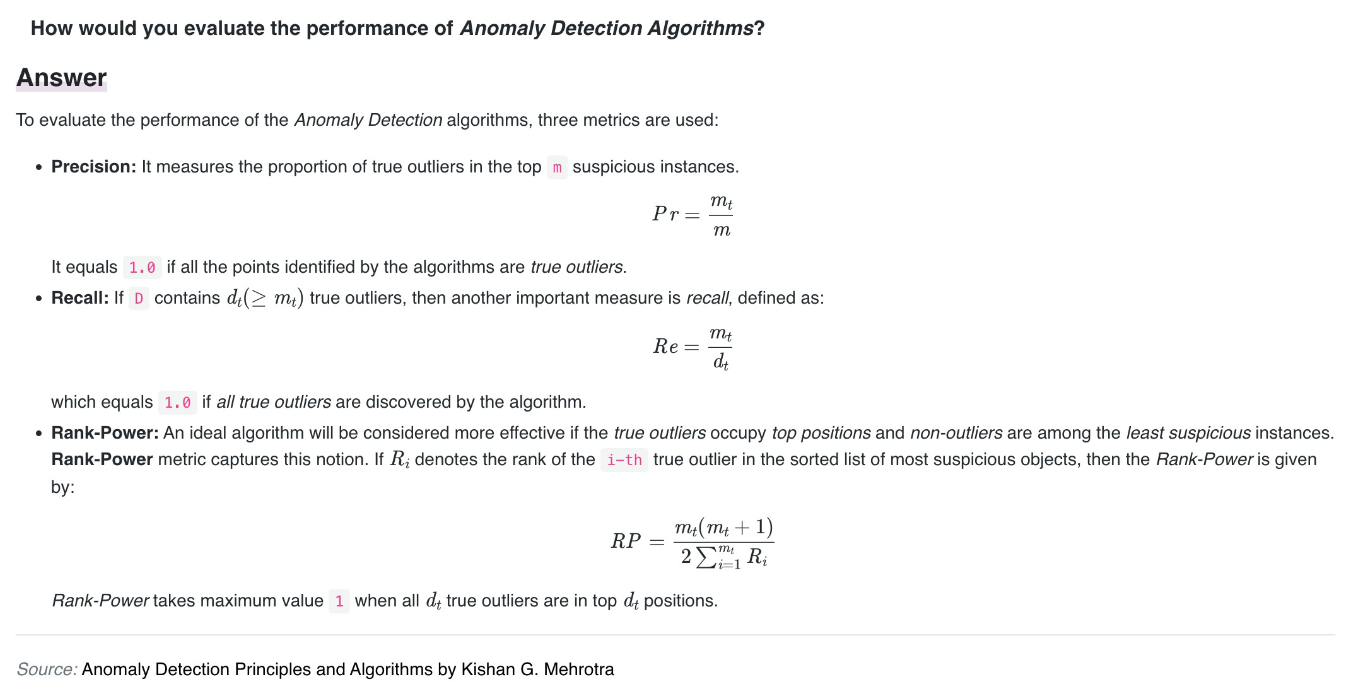 How would you evaluate the performance of Anomaly Detection Algorithms?
Answer
To evaluate the performance of the Anomaly Detection algorithms, three metrics are used:
• Precision: It measures the proportion of true outliers in the top m suspicious instances.
Pr = m_t / m
It equals 1.0 if all the points identified by the algorithms are true outliers.
• Recall: If D contains d_t(≥ m_t) true outliers, then another important measure is recall, defined as:
Re = m_t / d_t
which equals 1.0 if all true outliers are discovered by the algorithm.
• Rank-Power: An ideal algorithm will be considered more effective if the true outliers occupy top positions and non-outliers are among the least suspicious instances.
Rank-Power metric captures this notion. If R_i denotes the rank of the i-th true outlier in the sorted list of most suspicious objects, then the Rank-Power is given
by:
RP = m_t(m_t + 1) / 2 ∑_{i=1}^{m_t} R_i
Rank-Power takes maximum value 1 when all d_t true outliers are in top d_t positions.
Source: Anomaly Detection Principles and Algorithms by Kishan G. Mehrotra